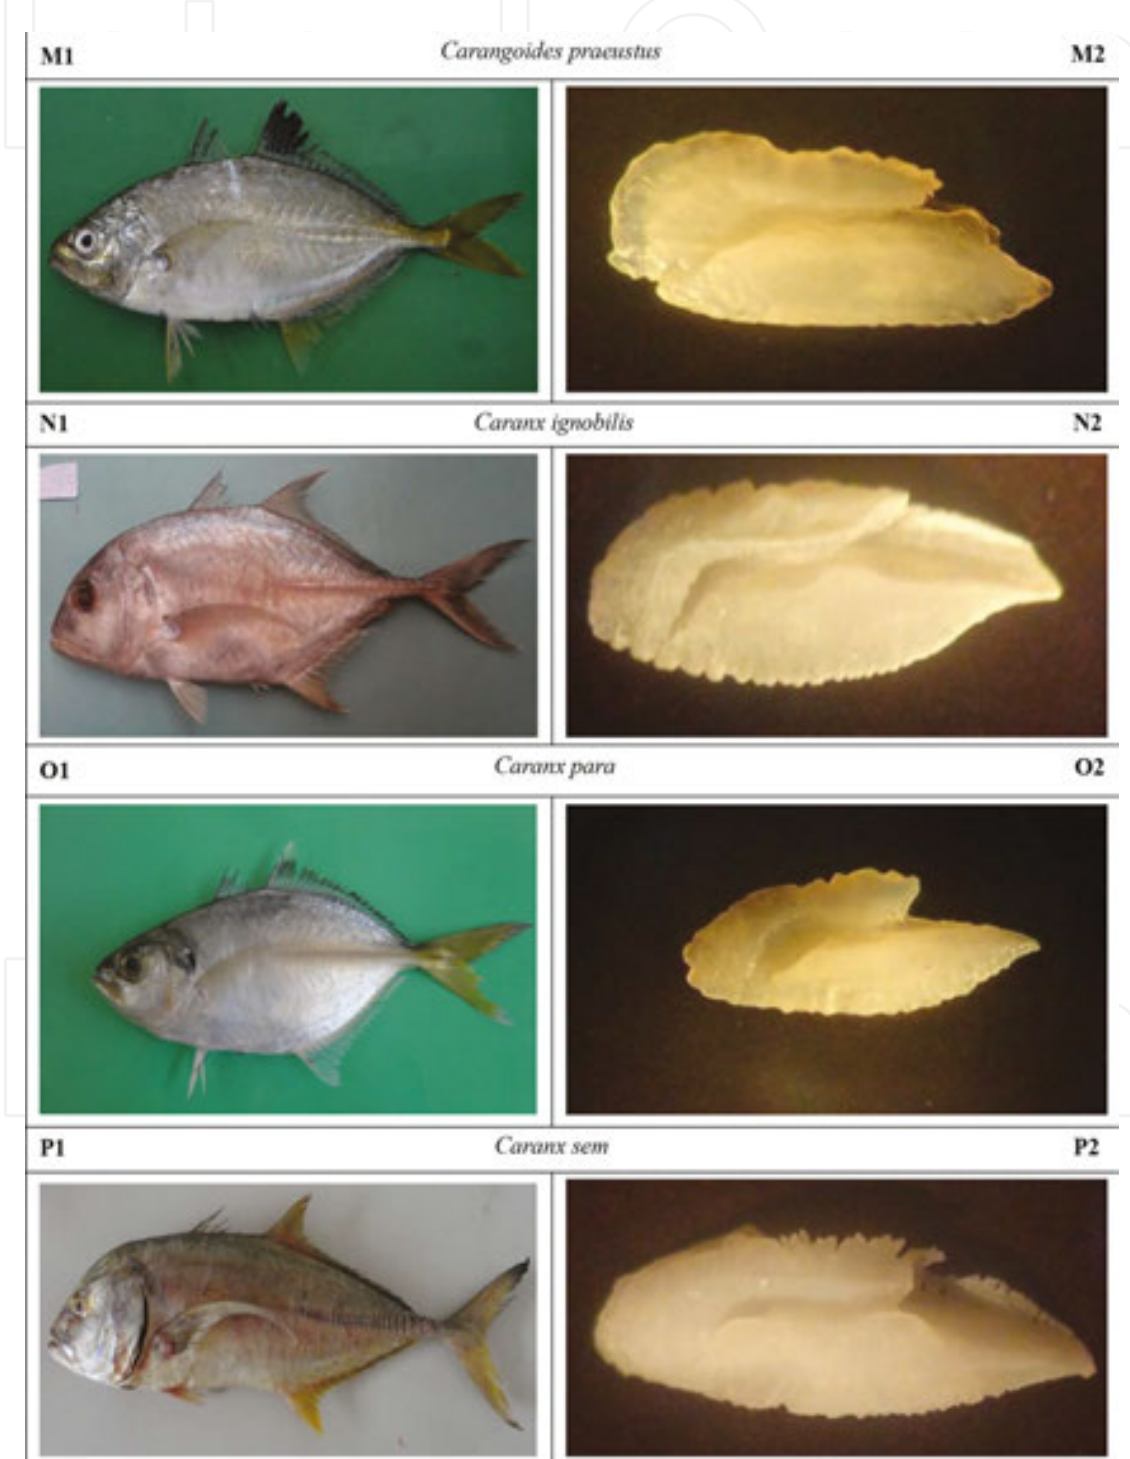 M1 Carangoides praeustus M2
N1 Caranx ignobilis N2
O1 Caranx para O2
P1 Caranx sem P2